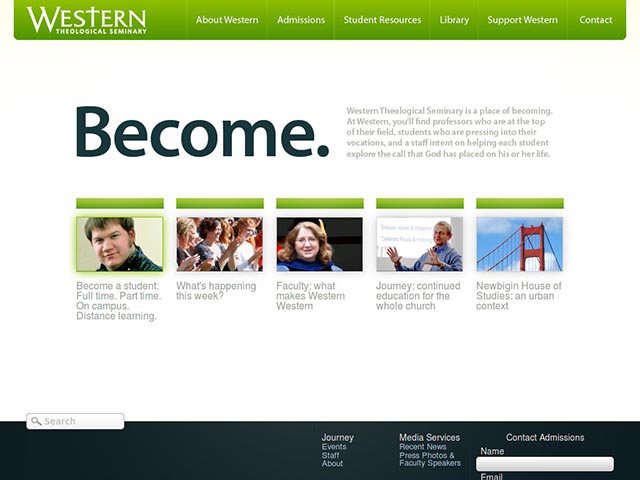 WESTERN
THEOLOGICAL SEMINARY
About Western
Admissions
Student Resources
Library
Support Western
Contact
Become.
Western Theological Seminary is a place of becoming.
At Western, you'll find professors who are at the top
of their field, students who are pressing into their
vocations, and a staff intent on helping each student
explore the call that God has placed on his or her life.
Become a student:
Full time. Part time.
On campus.
Distance learning.
What's happening
this week?
Faculty: what
makes Western
Western
Journey: continued
education for the
whole church
Newbigin House of
Studies: an urban
context
Search
Journey
Events
Staff
About
Media Services
Recent News
Press Photos &
Faculty Speakers
Contact Admissions
Name
Email